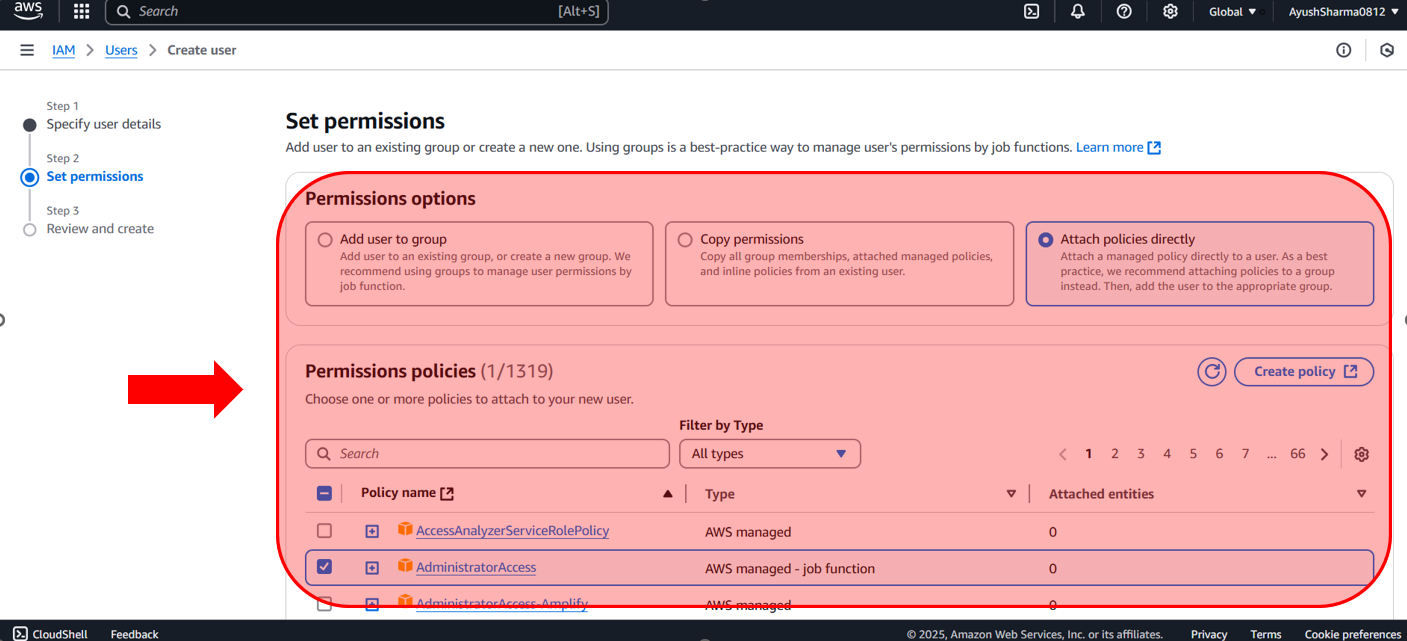 aws
Search [Alt+S]
Global AyushSharma0812
IAM > Users > Create user
Step 1
Specify user details
Step 2
Set permissions
Step 3
Review and create
Set permissions
Add user to an existing group or create a new one. Using groups is a best-practice way to manage user's permissions by job functions. Learn more
Permissions options
Add user to group
Add user to an existing group, or create a new group. We
recommend using groups to manage user permissions by
job function.
Copy permissions
Copy all group memberships, attached managed policies,
and inline policies from an existing user.
Attach policies directly
Attach a managed policy directly to a user. As a best
practice, we recommend attaching policies to a group
instead. Then, add the user to the appropriate group.
Permissions policies (1/1319)
Create policy
Choose one or more policies to attach to your new user.
Filter by Type
Search
All types
< 1 2 3 4 5 6 7 ... 66 >
Policy name Type Attached entities
AccessAnalyzerServiceRolePolicy AWS managed 0
AdministratorAccess AWS managed - job function 0
AdministratorAccess-Amplify AWS managed 0
CloudShell Feedback © 2025, Amazon Web Services, Inc. or its affiliates. Privacy Terms Cookie preferences